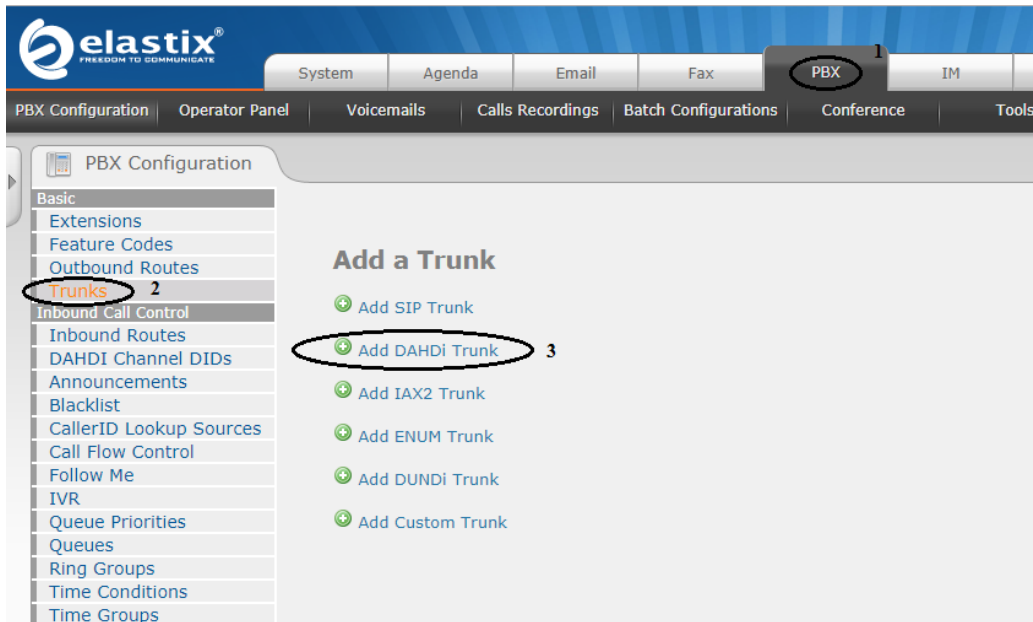 elastix®
FREEDOM TO COMMUNICATE
System Agenda Email Fax PBX 1 IM
PBX Configuration Operator Panel Voicemails Calls Recordings Batch Configurations Conference Tools
PBX Configuration
Basic
Extensions
Feature Codes
Outbound Routes
Trunks 2
Inbound Call Control
Inbound Routes
DAHDI Channel DIDs
Announcements
Blacklist
CallerID Lookup Sources
Call Flow Control
Follow Me
IVR
Queue Priorities
Queues
Ring Groups
Time Conditions
Time Groups
Add a Trunk
Add SIP Trunk
Add DAHDi Trunk 3
Add IAX2 Trunk
Add ENUM Trunk
Add DUNDi Trunk
Add Custom Trunk